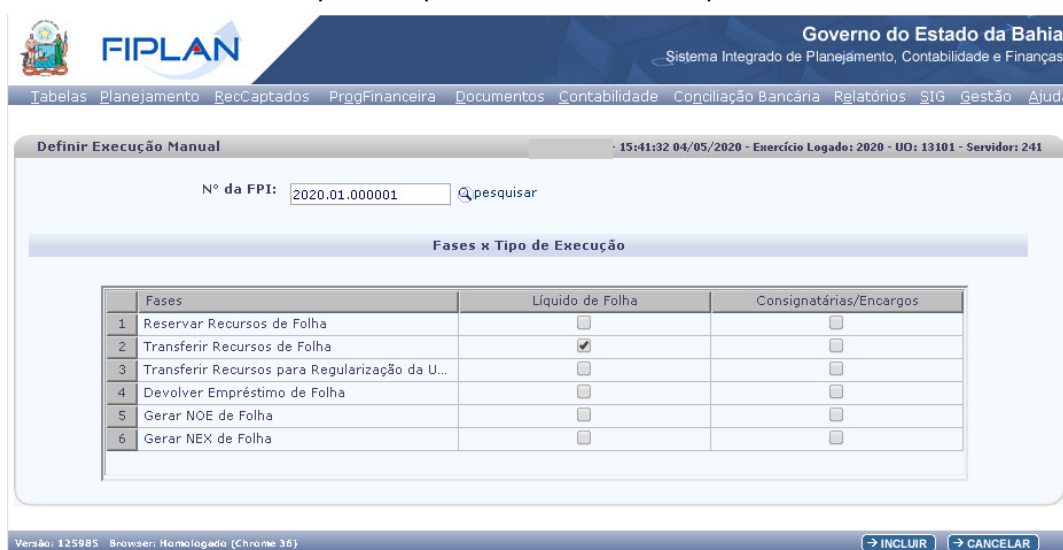 FIPLAN
Governo do Estado da Bahia
Sistema Integrado de Planejamento, Contabilidade e Finanças
Tabelas Planejamento RecCaptados ProgFinanceira Documentos Contabilidade Conciliação Bancária Relatórios SIG Gestão Ajud
Definir Execução Manual 15:41:32 04/05/2020 - Exercício Logado: 2020 - UO: 13101 - Servidor: 241
Nº da FPI: 2020.01.000001 pesquisar
Fases x Tipo de Execução
Fases Líquido de Folha Consignatárias/Encargos
1 Reservar Recursos de Folha
2 Transferir Recursos de Folha
3 Transferir Recursos para Regularização da U...
4 Devolver Empréstimo de Folha
5 Gerar NOE de Folha
6 Gerar NEX de Folha
Versão: 125985 Browser: Homologado (Chrome 36) INCLUIR CANCELAR